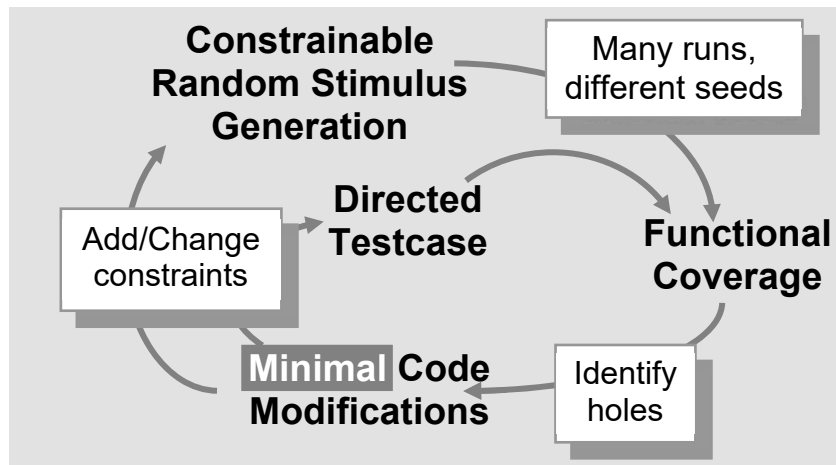 Constrainable
Random Stimulus
Generation
Many runs,
different seeds
Directed
Testcase
Add/Change
constraints
Functional
Coverage
Minimal Code
Modifications
Identify
holes